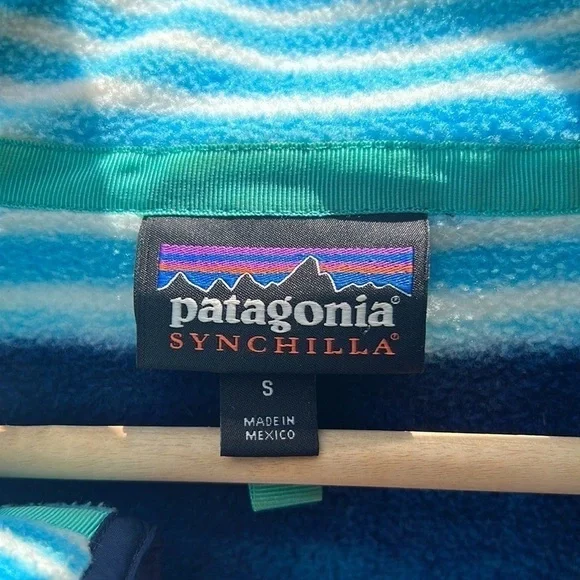 patagonia®
SYNCHILLA®
S
MADE IN
MEXICO